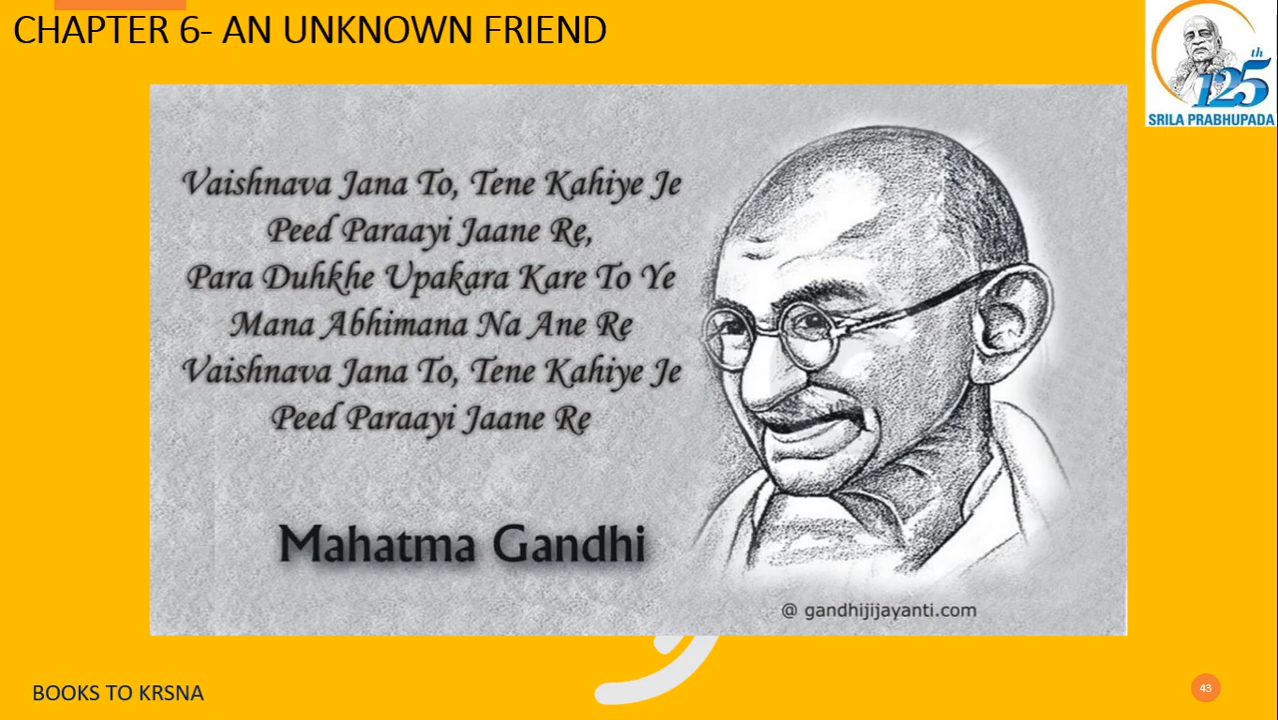 CHAPTER 6- AN UNKNOWN FRIEND
125th
SRILA PRABHUPADA
Vaishnava Jana To, Tene Kahiye Je
Peed Paraayi Jaane Re,
Para Duhkhe Upakara Kare To Ye
Mana Abhimana Na Ane Re
Vaishnava Jana To, Tene Kahiye Je
Peed Paraayi Jaane Re
Mahatma Gandhi
@ gandhijijayanti.com
BOOKS TO KRSNA
43